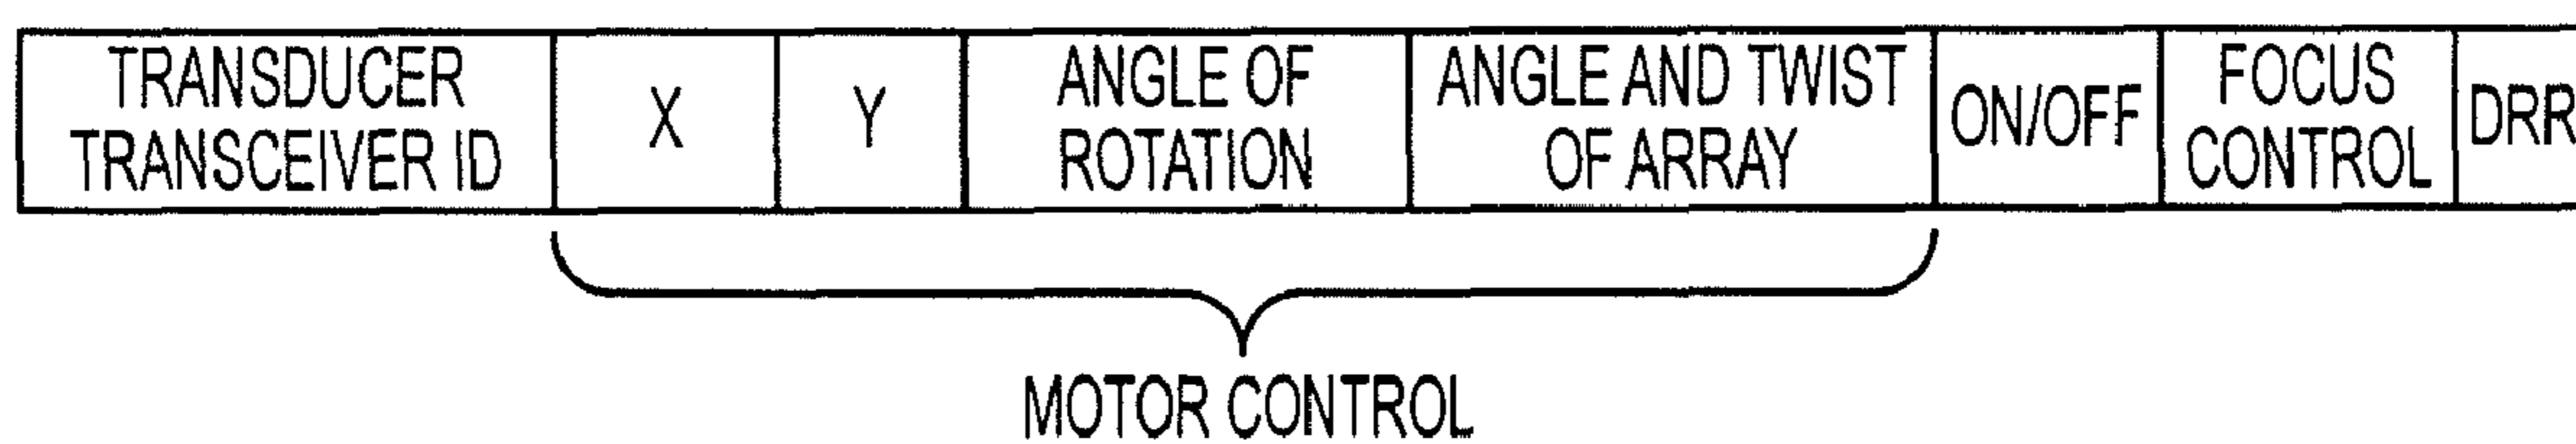 TRANSDUCER
TRANSCEIVER ID
X
Y
ANGLE OF
ROTATION
ANGLE AND TWIST
OF ARRAY
ON/OFF
FOCUS
CONTROL
DRR
MOTOR CONTROL